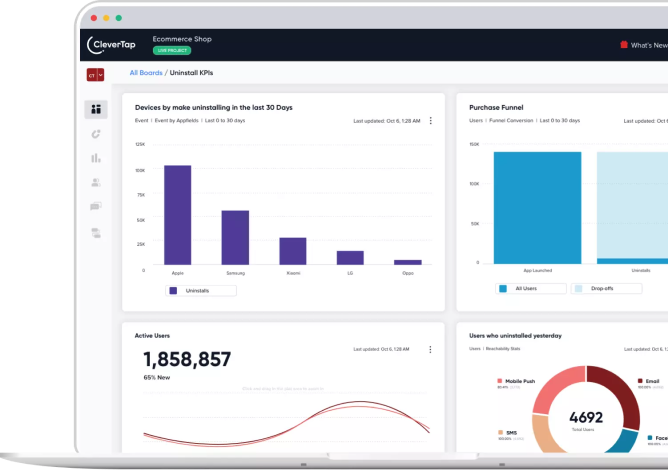 CleverTap
Ecommerce Shop
LIVE PROJECT
What's New
CT
All Boards / Uninstall KPIs
Devices by make uninstalling in the last 30 Days
Event | Event by Appfields | Last 0 to 30 days
Last updated: Oct 6, 1:28 AM
125K
100K
75K
50K
25K
0
Apple
Samsung
Xiaomi
LG
Oppo
Uninstalls
Purchase Funnel
Users | Funnel Conversion | Last 0 to 30 days
Last updated: Oct 6
150K
100K
50K
0
App Launched
Uninstalls
All Users
Drop-offs
Active Users
Last updated: Oct 6, 1:28 AM
1,858,857
65% New
Users who uninstalled yesterday
Users | Reachability Stats
Last updated: Oct 6, 1:
Mobile Push
Email
4692
Total Users
SMS
Face